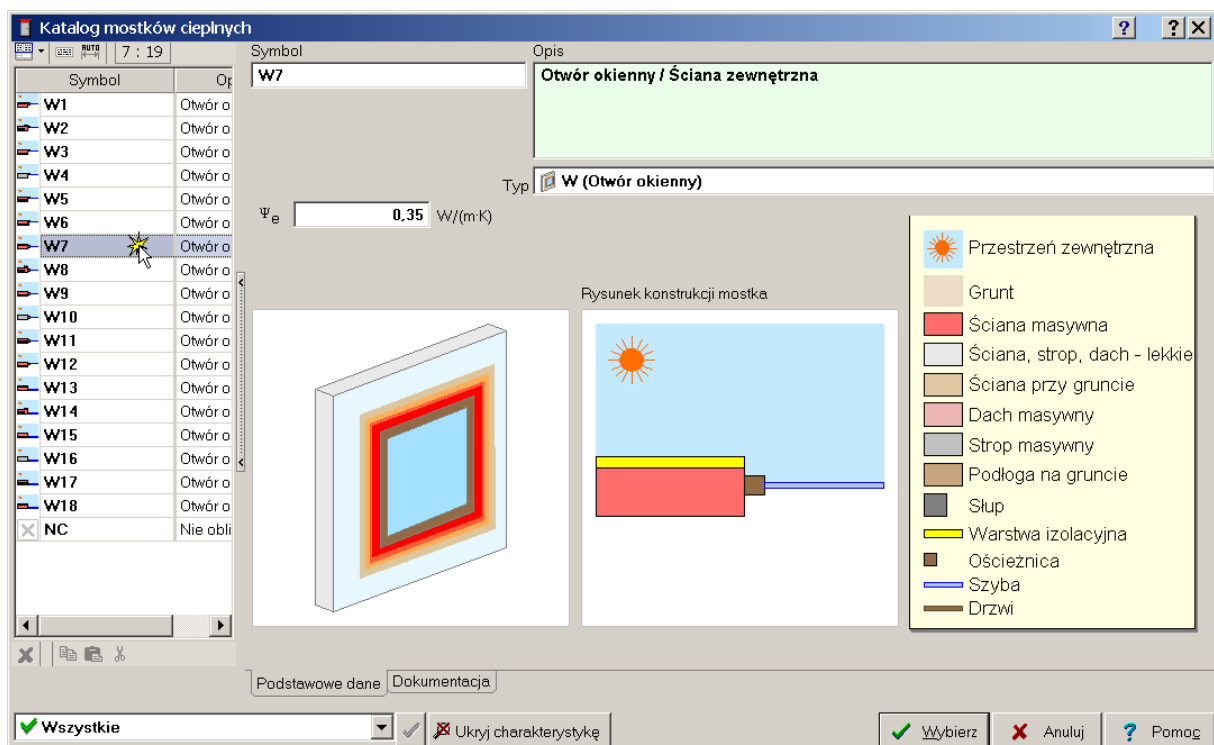 Katalog mostków cieplnych
7 : 19
Symbol
Op
W1 Otwór o
W2 Otwór o
W3 Otwór o
W4 Otwór o
W5 Otwór o
W6 Otwór o
W7 Otwór o
W8 Otwór o
W9 Otwór o
W10 Otwór o
W11 Otwór o
W12 Otwór o
W13 Otwór o
W14 Otwór o
W15 Otwór o
W16 Otwór o
W17 Otwór o
W18 Otwór o
NC Nie obli
Symbol
W7
Opis
Otwór okienny / Ściana zewnętrzna
Typ W (Otwór okienny)
Ψe 0,35 W/(m·K)
Rysunek konstrukcji mostka
Przestrzeń zewnętrzna
Grunt
Ściana masywna
Ściana, strop, dach - lekkie
Ściana przy gruncie
Dach masywny
Strop masywny
Podłoga na gruncie
Słup
Warstwa izolacyjna
Ościeżnica
Szyba
Drzwi
Podstawowe dane Dokumentacja
Wszystkie
Ukryj charakterystykę
Wybierz
Anuluj
Pomoc